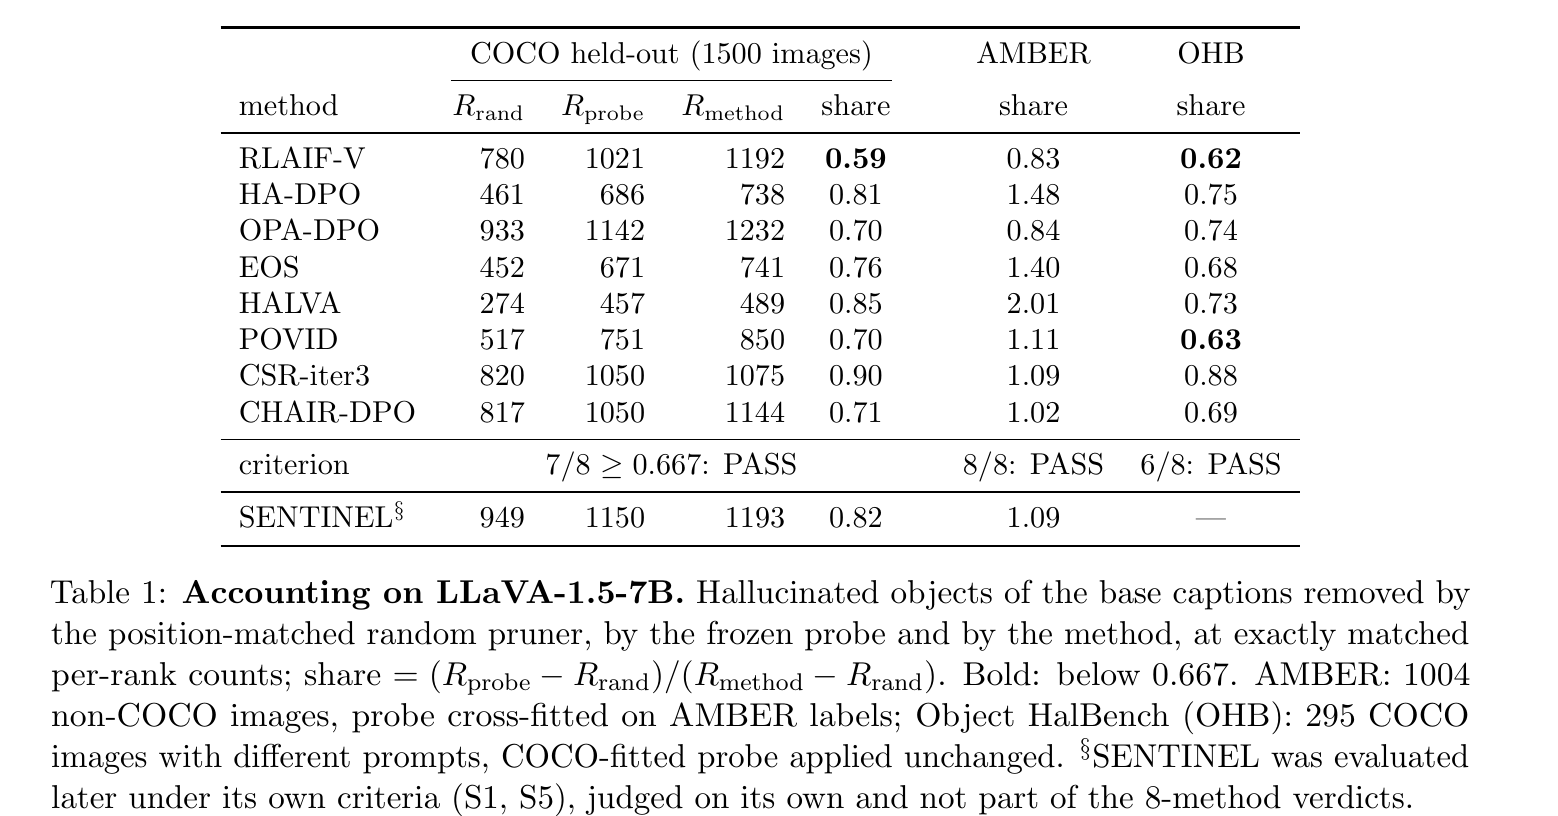 COCO held-out (1500 images) AMBER OHB
method R_rand R_probe R_method share share share
RLAIF-V 780 1021 1192 0.59 0.83 0.62
HA-DPO 461 686 738 0.81 1.48 0.75
OPA-DPO 933 1142 1232 0.70 0.84 0.74
EOS 452 671 741 0.76 1.40 0.68
HALVA 274 457 489 0.85 2.01 0.73
POVID 517 751 850 0.70 1.11 0.63
CSR-iter3 820 1050 1075 0.90 1.09 0.88
CHAIR-DPO 817 1050 1144 0.71 1.02 0.69
criterion 7/8 ≥ 0.667: PASS 8/8: PASS 6/8: PASS
SENTINEL§ 949 1150 1193 0.82 1.09 —
Table 1: Accounting on LLaVA-1.5-7B. Hallucinated objects of the base captions removed by
the position-matched random pruner, by the frozen probe and by the method, at exactly matched
per-rank counts; share = (R_probe − R_rand)/(R_method − R_rand). Bold: below 0.667. AMBER: 1004
non-COCO images, probe cross-fitted on AMBER labels; Object HalBench (OHB): 295 COCO
images with different prompts, COCO-fitted probe applied unchanged. §SENTINEL was evaluated
later under its own criteria (S1, S5), judged on its own and not part of the 8-method verdicts.